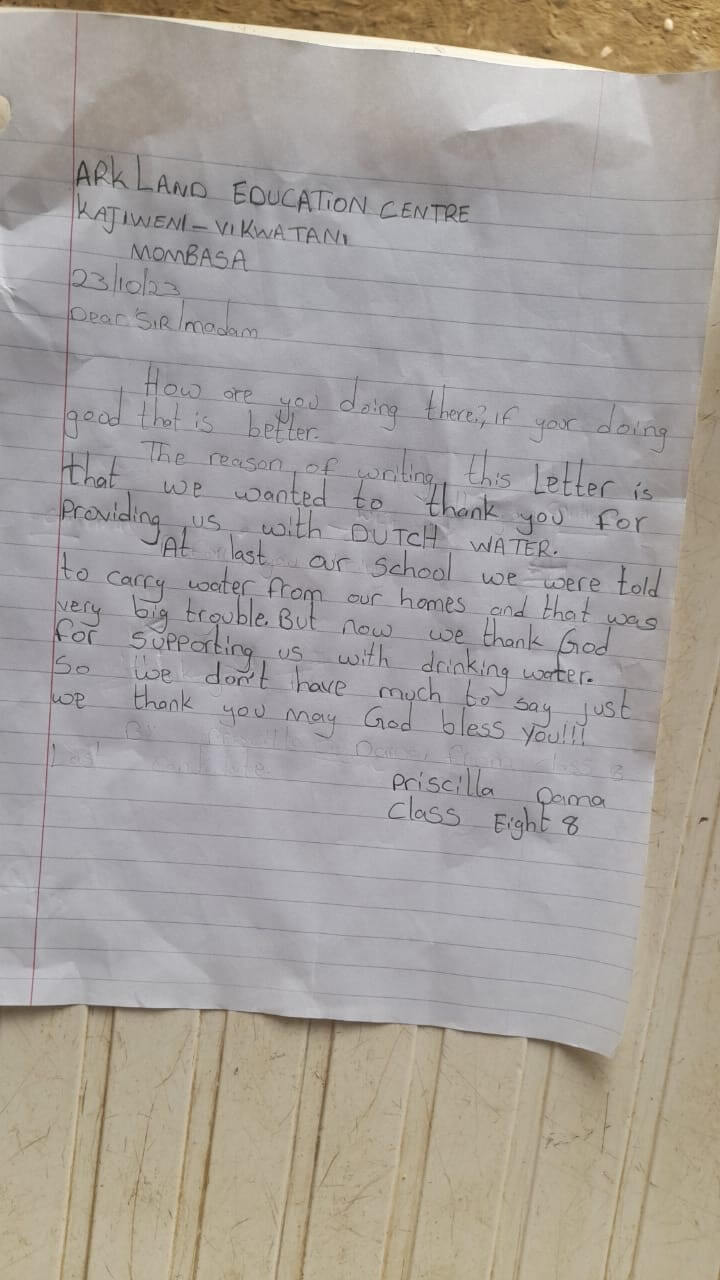 ARK LAND EDUCATION CENTRE
KAJIWENI - VIKWATANI
MOMBASA
23/10/23
Dear SIR/madam
How are you doing there?, if your doing
good that is better.
The reason of writing this Letter is
that we wanted to thank you for
providing us with DUTCH WATER.
At last our school we were told
to carry water from our homes and that was
very big trouble. But now we thank God
for supporting us with drinking water.
So we don't have much to say just
we thank you may God bless you!!!
Priscilla Dama
Class Eight 8